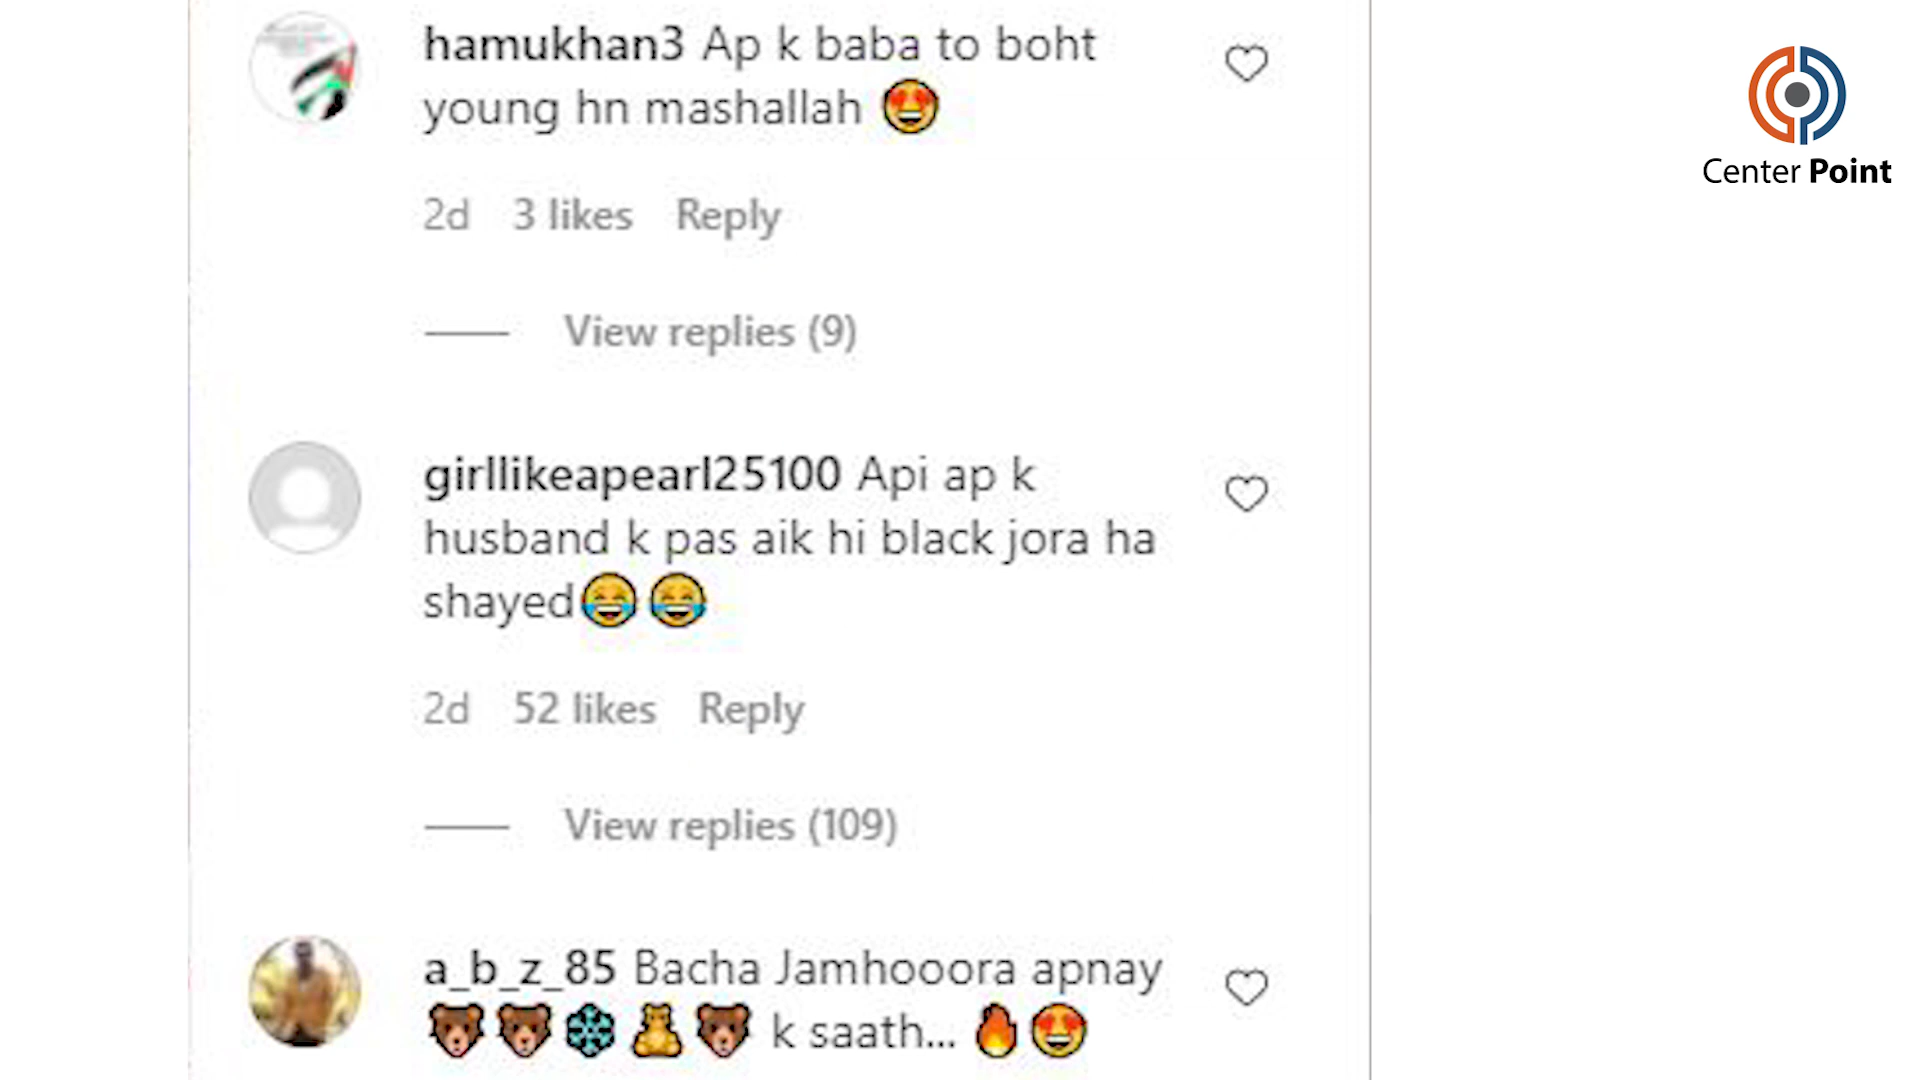 hamukhan3 Ap k baba to boht
young hn mashallah 😍
2d 3 likes Reply
View replies (9)
girllikeapearl25100 Api ap k
husband k pas aik hi black jora ha
shayed😂😂
2d 52 likes Reply
View replies (109)
a_b_z_85 Bacha Jamhooora apnay
🐻🐻❄️🧸🐻 k saath... 🔥😍
Center Point